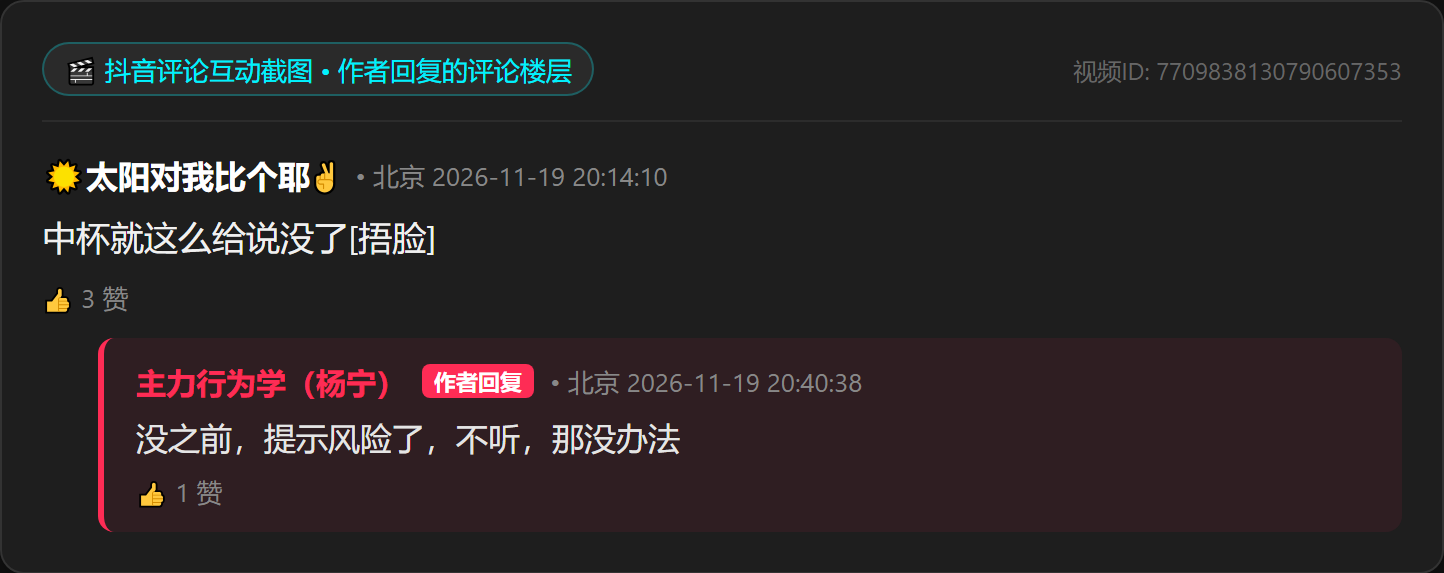 🎬 抖音评论互动截图 • 作者回复的评论楼层
视频ID: 7709838130790607353
☀️太阳对我比个耶✌️ • 北京 2026-11-19 20:14:10
中杯就这么给说没了[捂脸]
👍 3 赞
主力行为学（杨宁） 作者回复 • 北京 2026-11-19 20:40:38
没之前，提示风险了，不听，那没办法
👍 1 赞